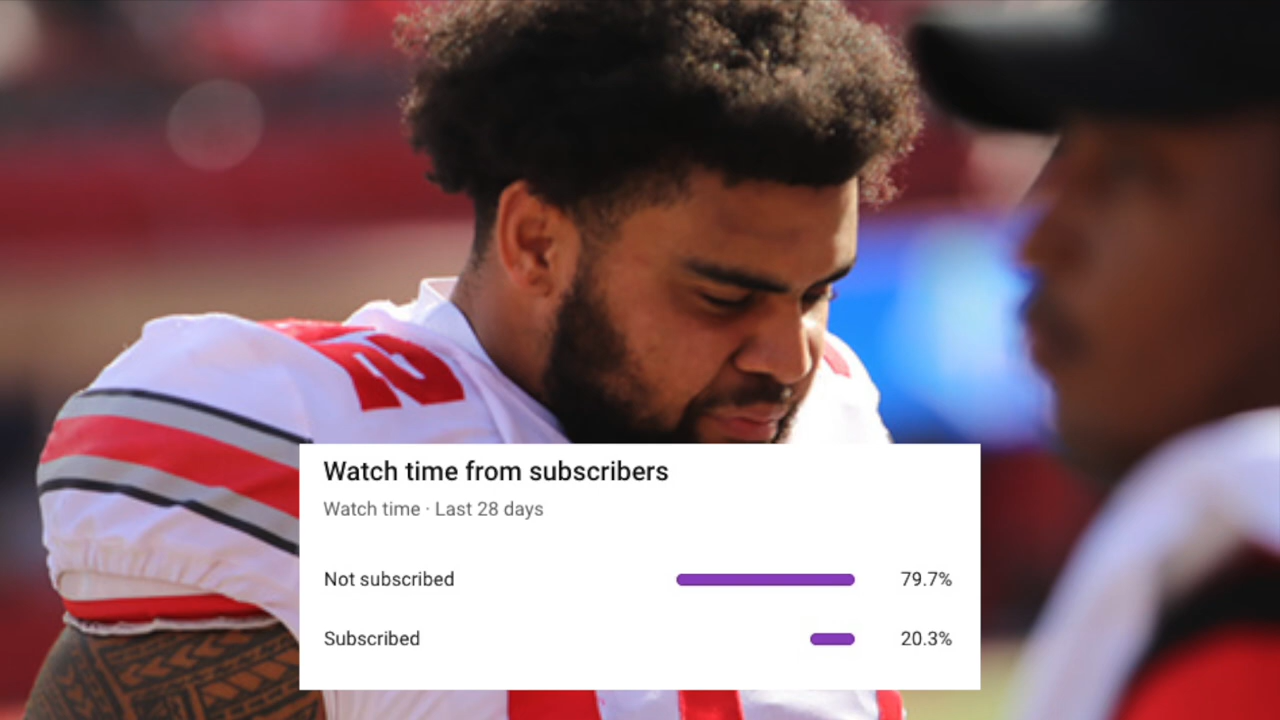 Watch time from subscribers
Watch time · Last 28 days
Not subscribed 79.7%
Subscribed 20.3%